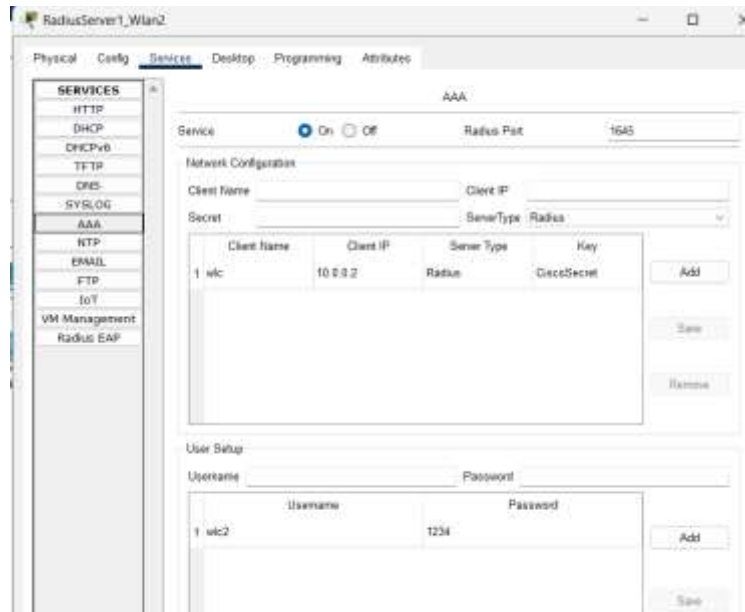 RadiusServer1_Wlan2
Physical Config Services Desktop Programming Attributes
SERVICES
HTTP
DHCP
DHCPv6
TFTP
DNS
SYSLOG
AAA
NTP
EMAIL
FTP
IoT
VM Management
Radius EAP
AAA
Service On Off Radius Port 1645
Network Configuration
Client Name Client IP
Secret ServerType Radius
Client Name Client IP Server Type Key
1 wlc 10.0.0.2 Radius CiscoSecret
Add
Save
Remove
User Setup
Username Password
Username Password
1 wlc2 1234
Add
Save